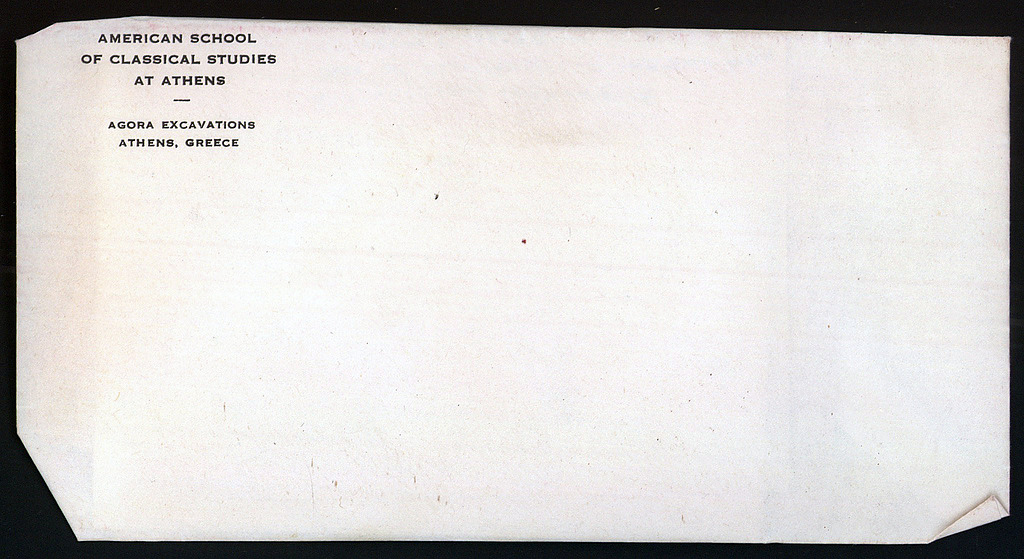 AMERICAN SCHOOL
OF CLASSICAL STUDIES
AT ATHENS
—
AGORA EXCAVATIONS
ATHENS, GREECE